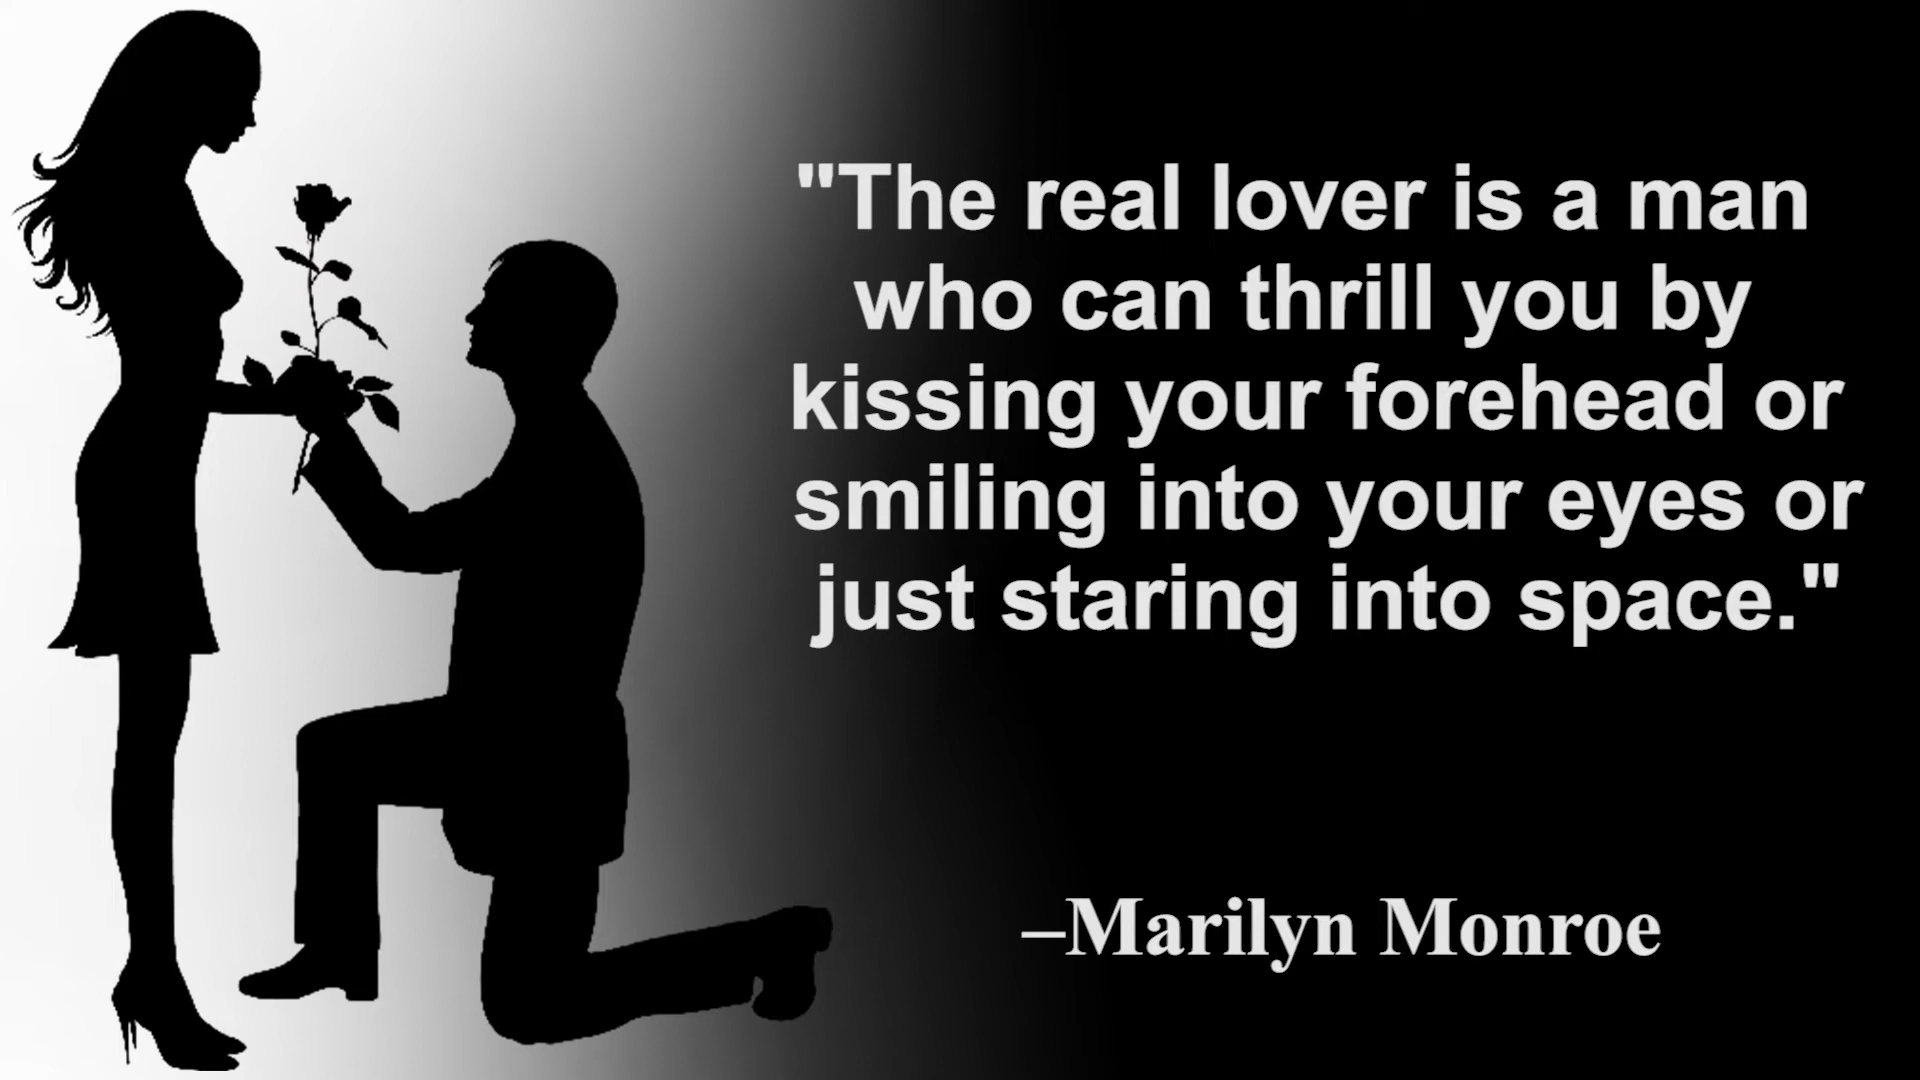 "The real lover is a man
who can thrill you by
kissing your forehead or
smiling into your eyes or
just staring into space."
–Marilyn Monroe